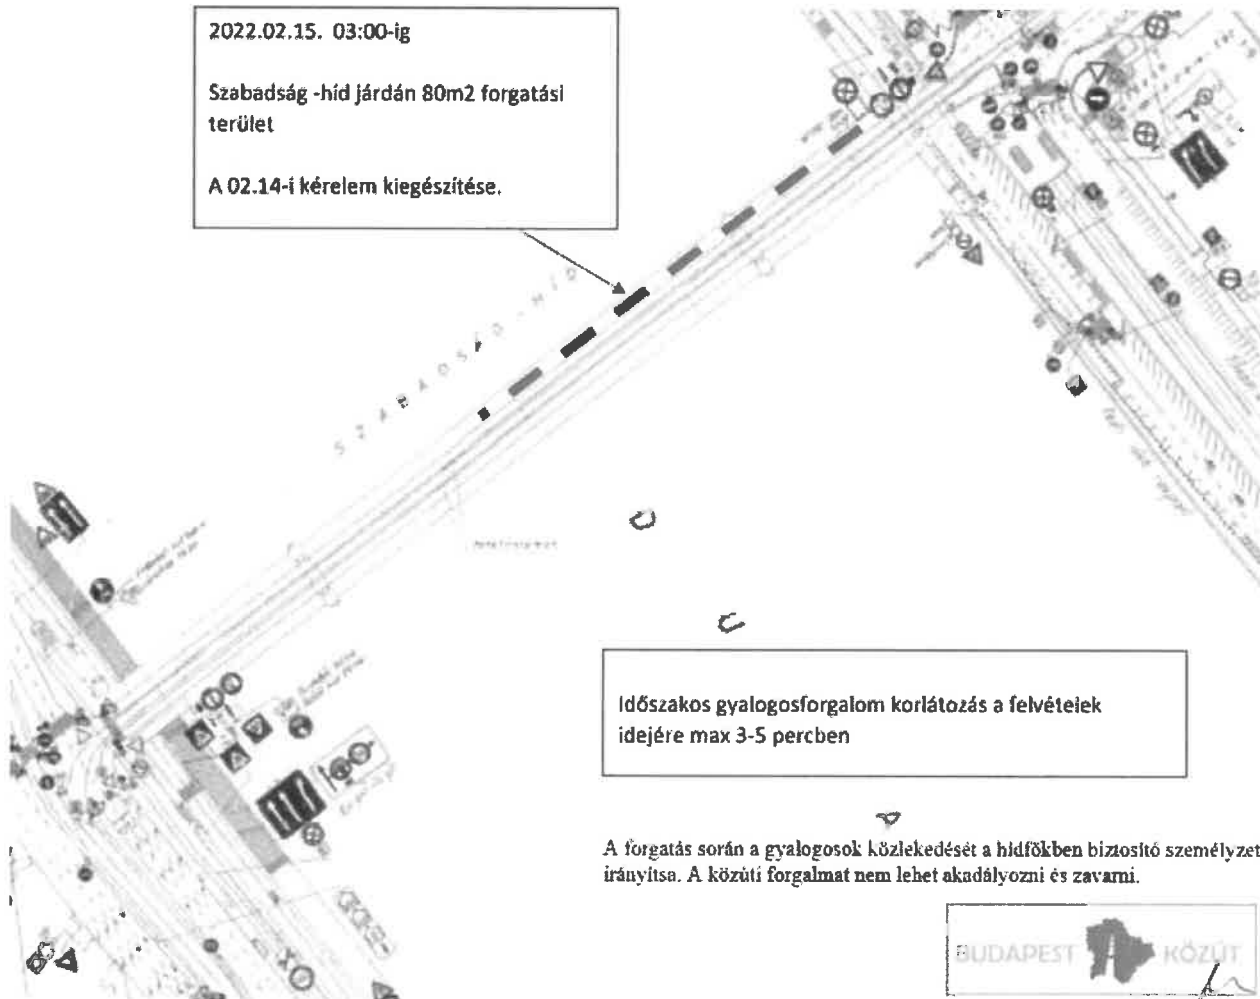 2022.02.15. 03:00-ig
Szabadság -híd járdán 80m2 forgatási
terület
A 02.14-i kérelem kiegészítése.
SZABADSÁG-HÍD
Időszakos gyalogosforgalom korlátozás a felvételek
idejére max 3-5 percben
A forgatás során a gyalogosok közlekedését a hídfőkben biztosító személyzet
irányítsa. A közúti forgalmat nem lehet akadályozni és zavarni.
BUDAPEST KÖZÚT